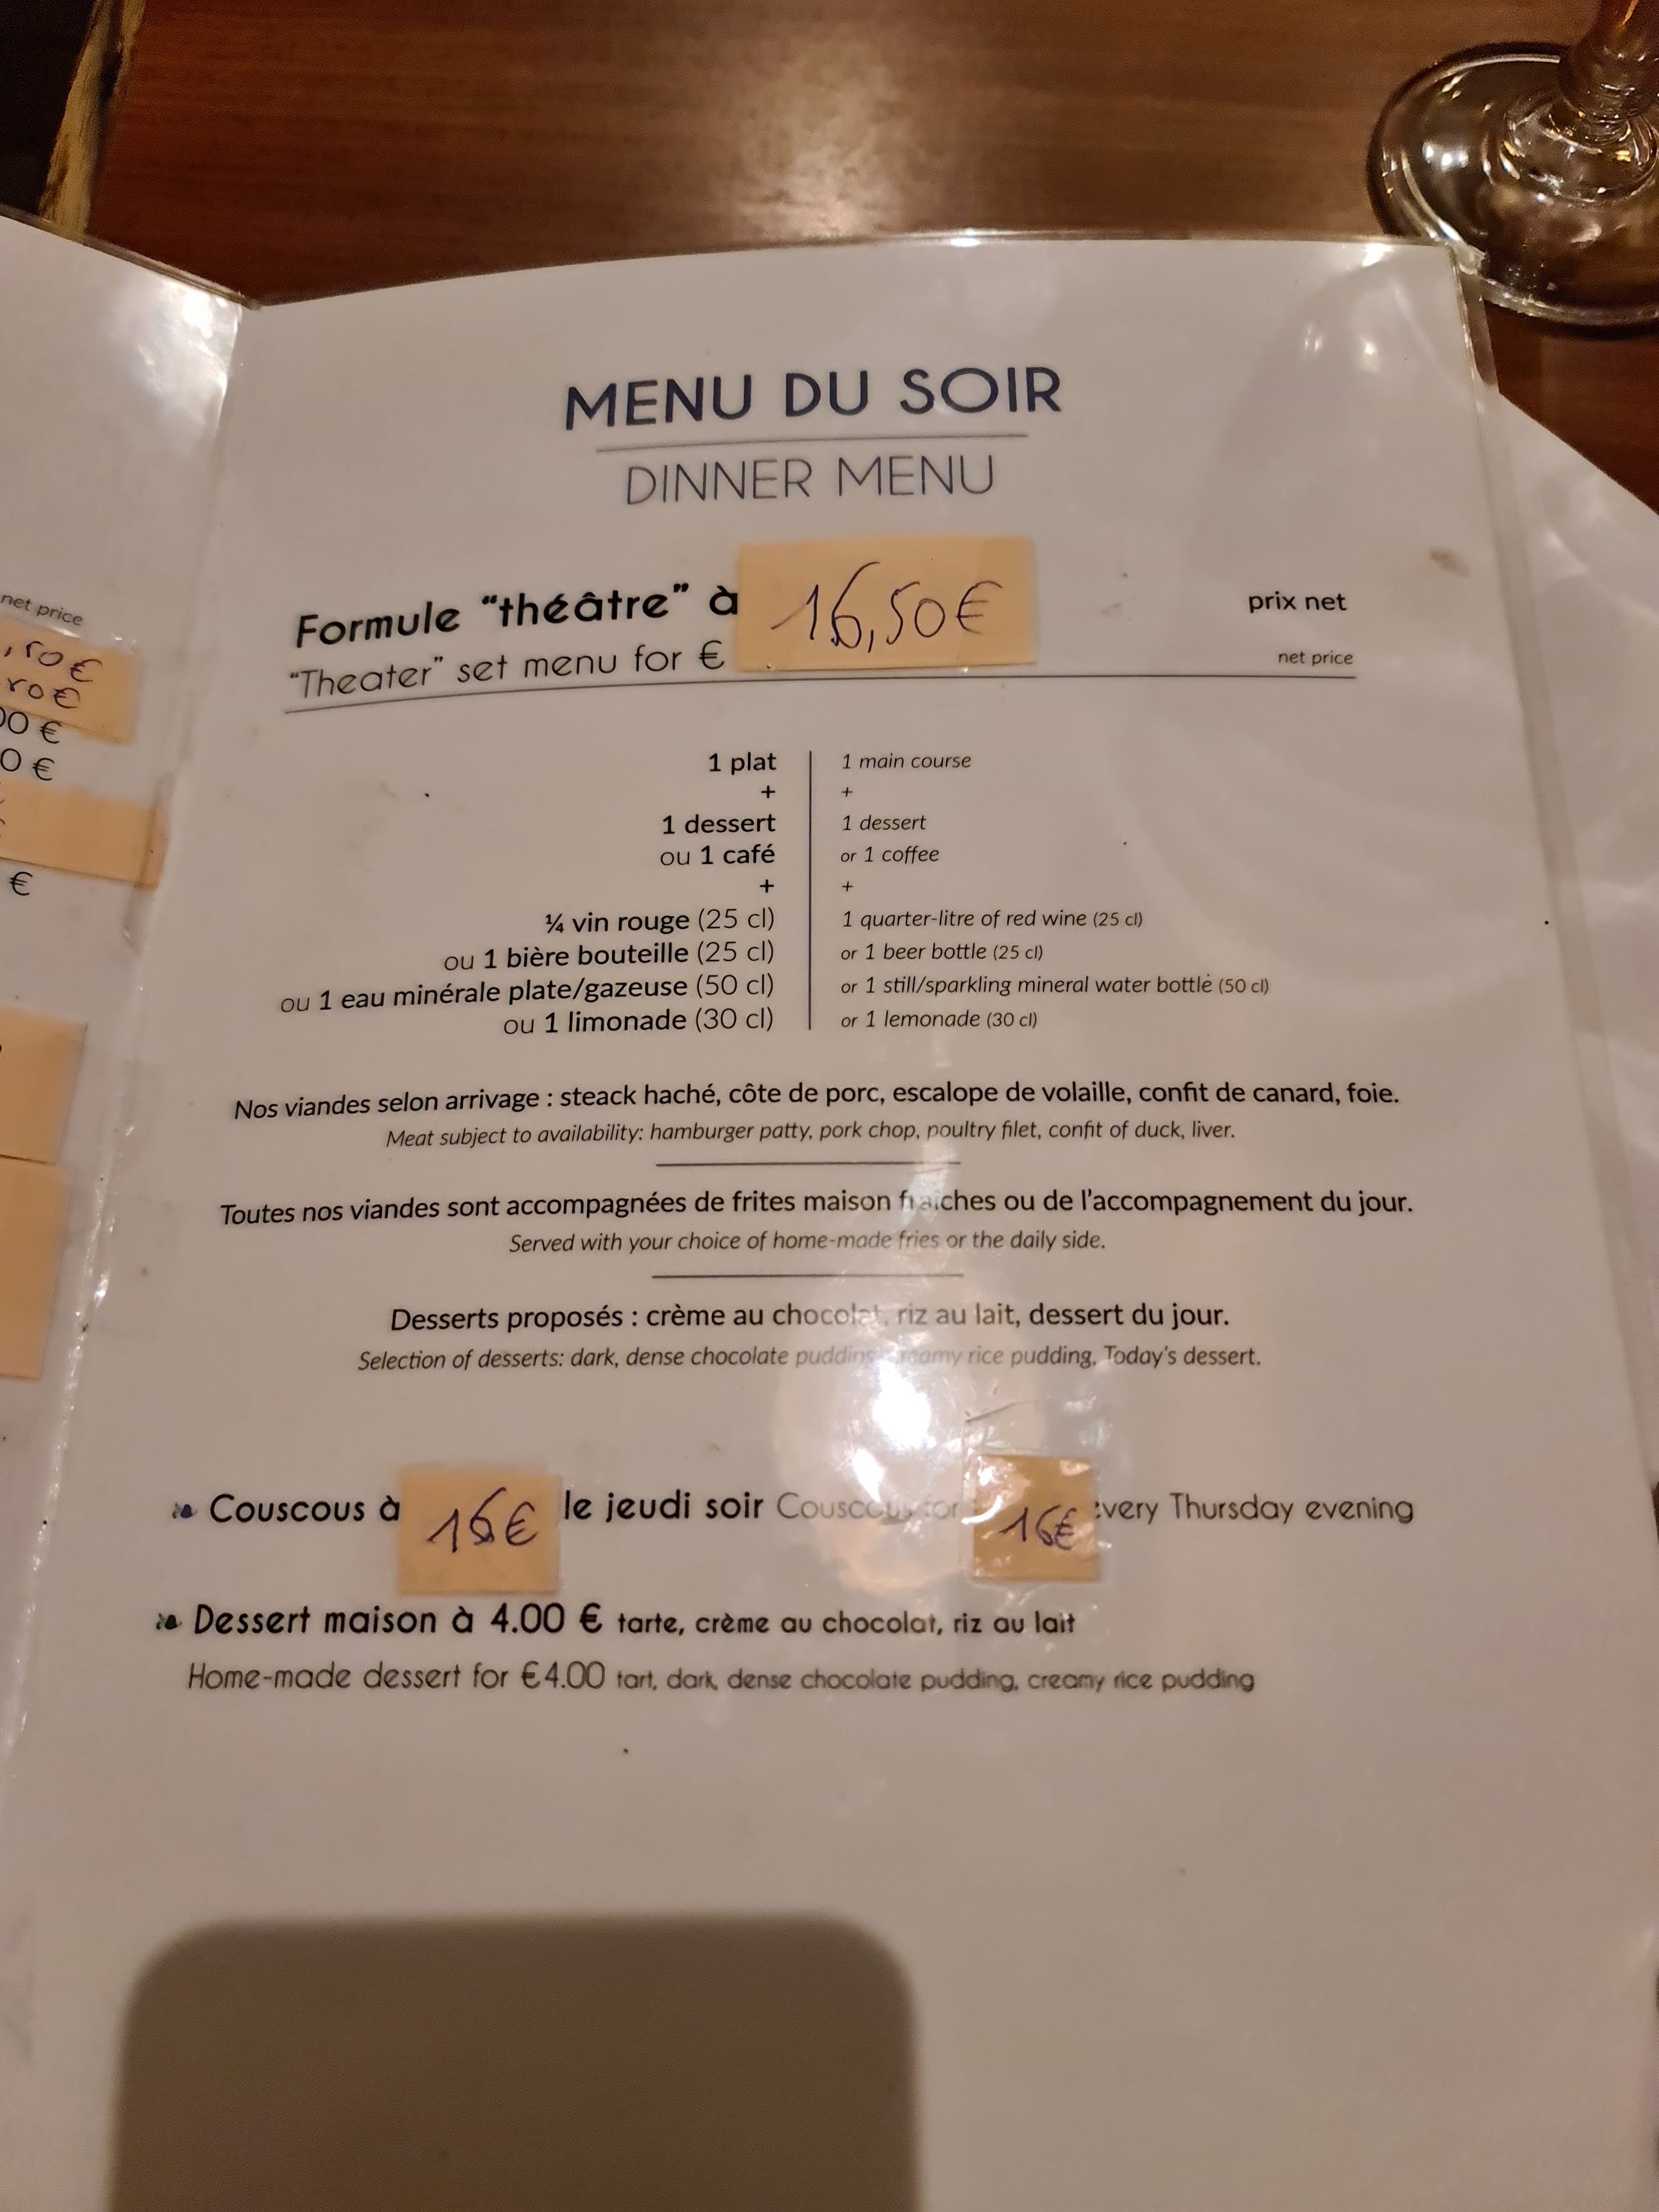 net price
€
€
€
€
€
MENU DU SOIR
DINNER MENU
Formule "théâtre" à 16,50€ prix net
"Theater" set menu for € net price
1 plat | 1 main course
+ | +
1 dessert | 1 dessert
ou 1 café | or 1 coffee
+ | +
¼ vin rouge (25 cl) | 1 quarter-litre of red wine (25 cl)
ou 1 bière bouteille (25 cl) | or 1 beer bottle (25 cl)
ou 1 eau minérale plate/gazeuse (50 cl) | or 1 still/sparkling mineral water bottle (50 cl)
ou 1 limonade (30 cl) | or 1 lemonade (30 cl)
Nos viandes selon arrivage : steack haché, côte de porc, escalope de volaille, confit de canard, foie.
Meat subject to availability: hamburger patty, pork chop, poultry filet, confit of duck, liver.
Toutes nos viandes sont accompagnées de frites maison fraîches ou de l'accompagnement du jour.
Served with your choice of home-made fries or the daily side.
Desserts proposés : crème au chocolat, riz au lait, dessert du jour.
Selection of desserts: dark, dense chocolate pudding, creamy rice pudding, Today's dessert.
Couscous à 16€ le jeudi soir Couscous for 16€ every Thursday evening
Dessert maison à 4.00 € tarte, crème au chocolat, riz au lait
Home-made dessert for €4.00 tart, dark, dense chocolate pudding, creamy rice pudding